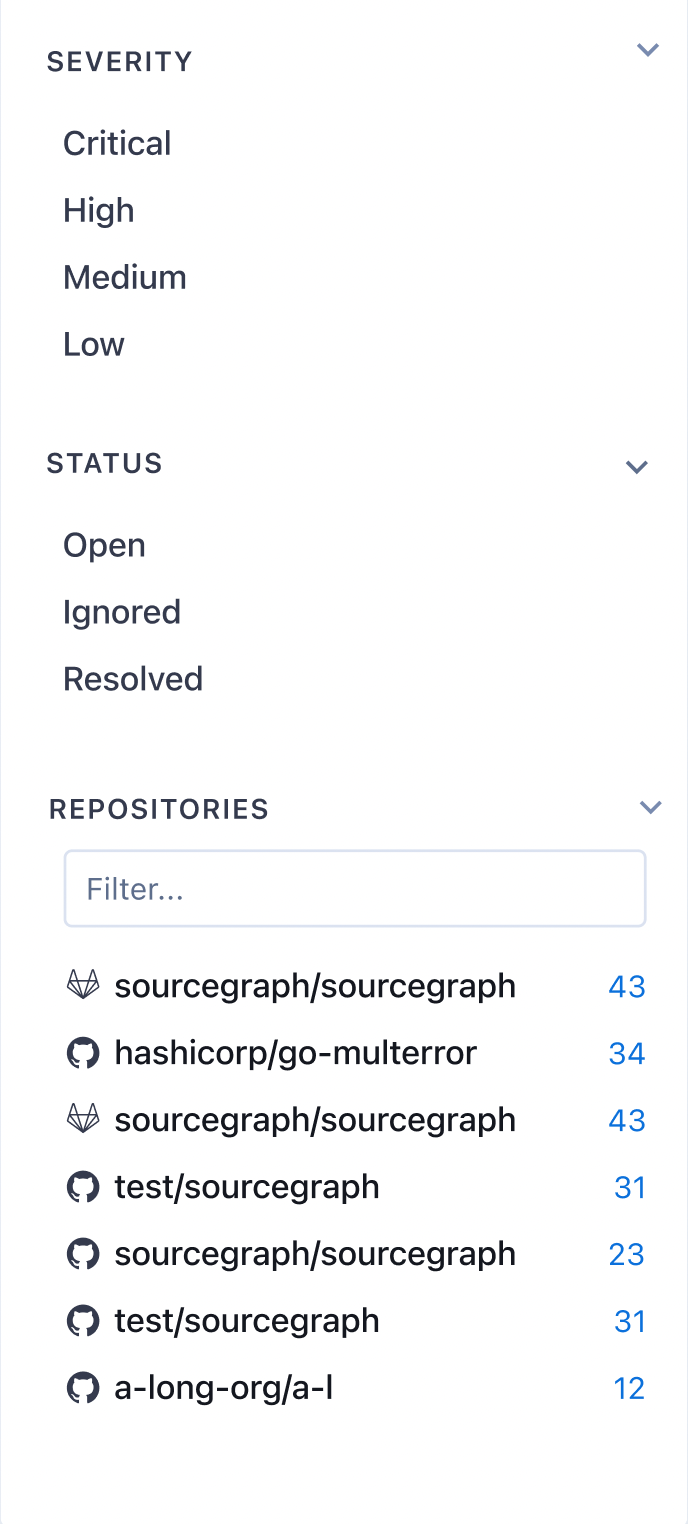 SEVERITY
Critical
High
Medium
Low
STATUS
Open
Ignored
Resolved
REPOSITORIES
Filter...
sourcegraph/sourcegraph 43
hashicorp/go-multerror 34
sourcegraph/sourcegraph 43
test/sourcegraph 31
sourcegraph/sourcegraph 23
test/sourcegraph 31
a-long-org/a-l 12